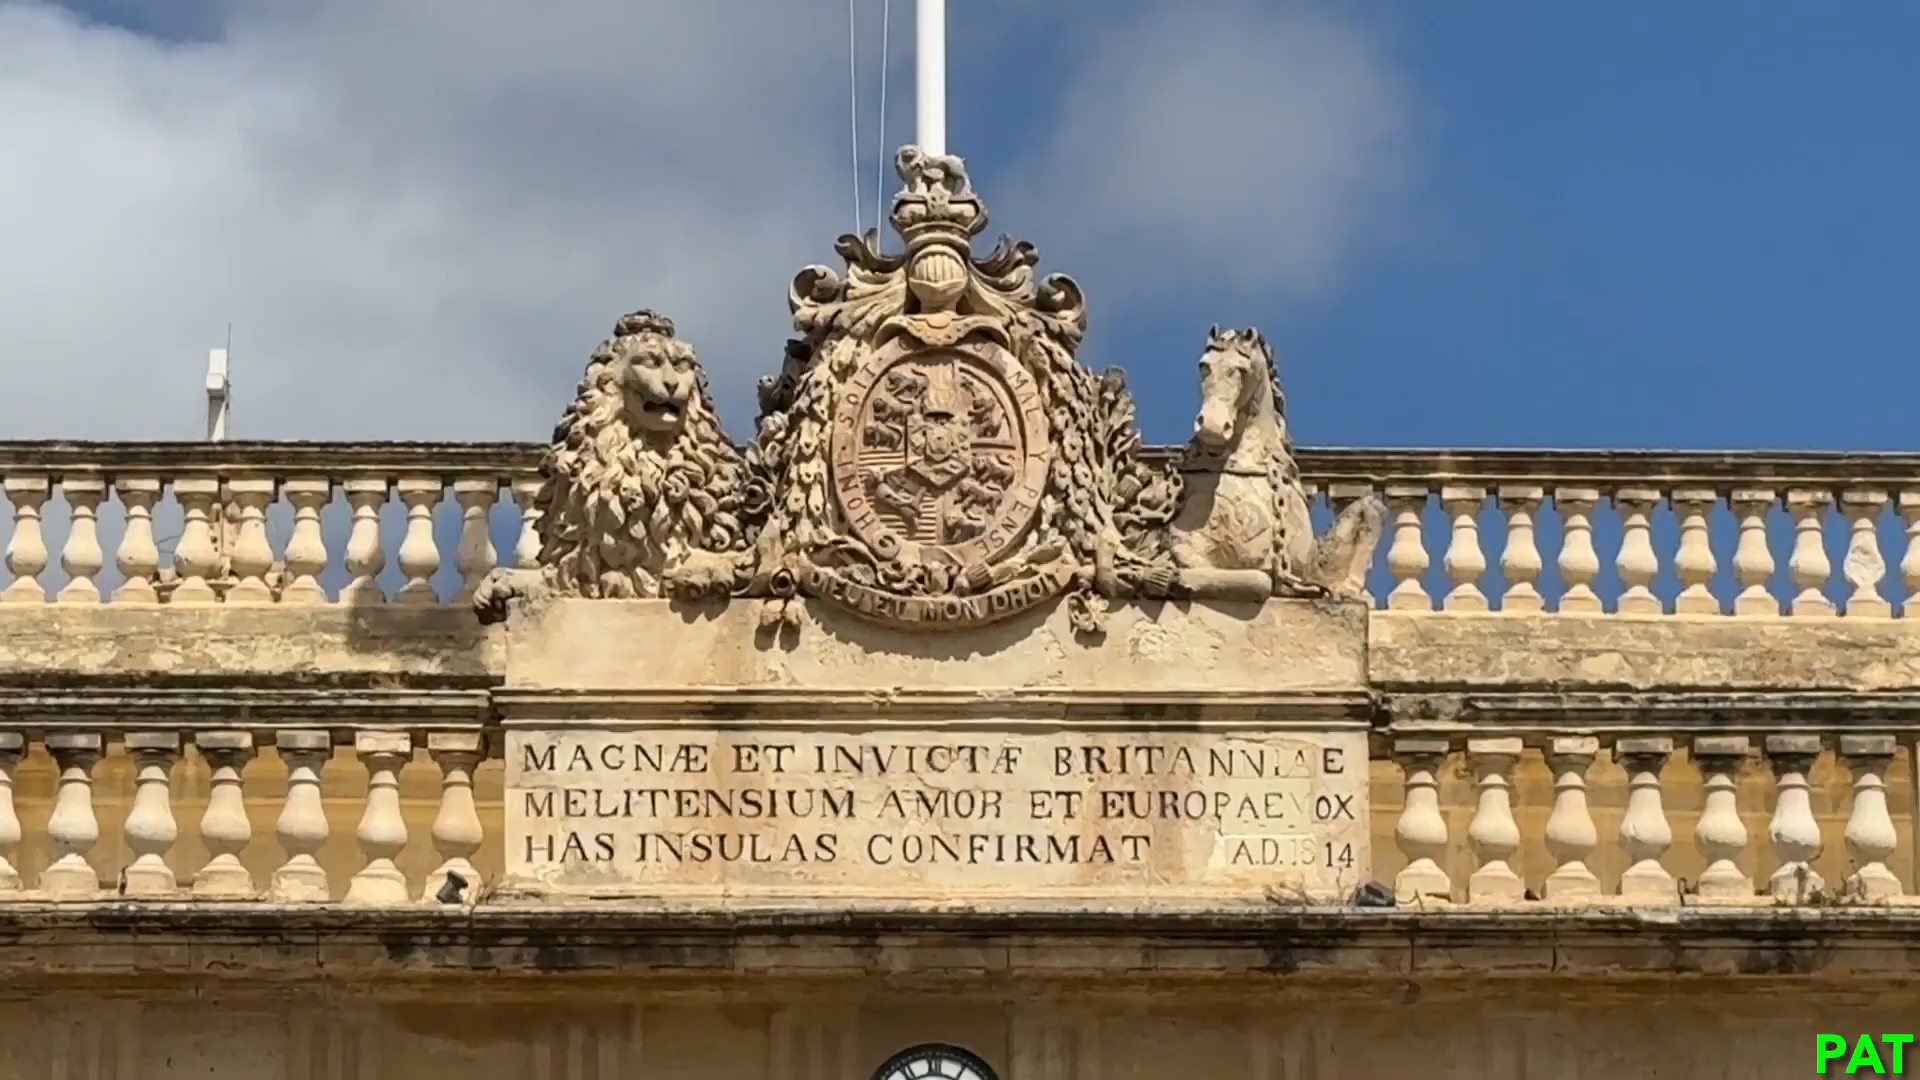 HONI SOIT QUI MAL Y PENSE
DIEU ET MON DROIT
MAGNÆ ET INVICTÆ BRITANNIAE
MELITENSIUM AMOR ET EUROPAE VOX
HAS INSULAS CONFIRMAT A.D. 1814
PAT